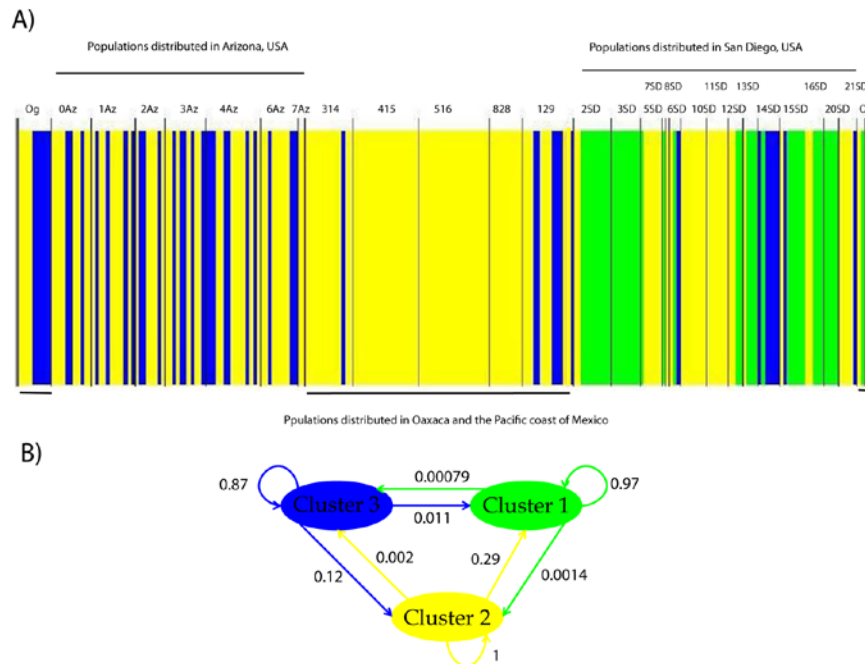 A)
Populations distributed in Arizona, USA
Populations distributed in San Diego, USA
75SD 8SD 11SD 13SD 16SD 21SD
Og 0Az 1Az 2Az 3Az 4Az 6Az 7Az 314 415 516 828 129 2SD 3SD 55D 6SD 10SD 12SD 14SD 15SD 20SD
Ppulations distributed in Oaxaca and the Pacific coast of Mexico
B)
0.87 0.00079 0.97
Cluster 3 Cluster 1
0.011
0.002 0.29
0.12 0.0014
Cluster 2
1